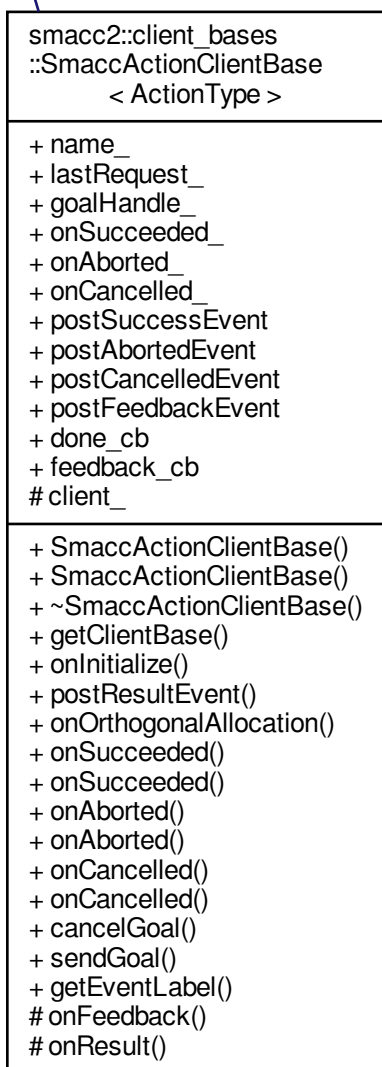 smacc2::client_bases
::SmaccActionClientBase
< ActionType >
+ name_
+ lastRequest_
+ goalHandle_
+ onSucceeded_
+ onAborted_
+ onCancelled_
+ postSuccessEvent
+ postAbortedEvent
+ postCancelledEvent
+ postFeedbackEvent
+ done_cb
+ feedback_cb
# client_
+ SmaccActionClientBase()
+ SmaccActionClientBase()
+ ~SmaccActionClientBase()
+ getClientBase()
+ onInitialize()
+ postResultEvent()
+ onOrthogonalAllocation()
+ onSucceeded()
+ onSucceeded()
+ onAborted()
+ onAborted()
+ onCancelled()
+ onCancelled()
+ cancelGoal()
+ sendGoal()
+ getEventLabel()
# onFeedback()
# onResult()